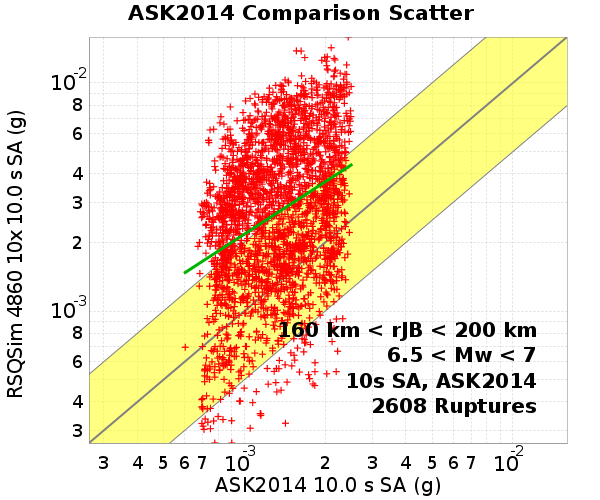 ASK2014 Comparison Scatter
RSQSim 4860 10x 10.0 s SA (g)
10-2
8
6
4
3
2
10-3
8
6
4
3
160 km < rJB < 200 km
6.5 < Mw < 7
10s SA, ASK2014
2608 Ruptures
3 4 5 6 7 10-3 2 3 4 5 6 7 10-2
ASK2014 10.0 s SA (g)